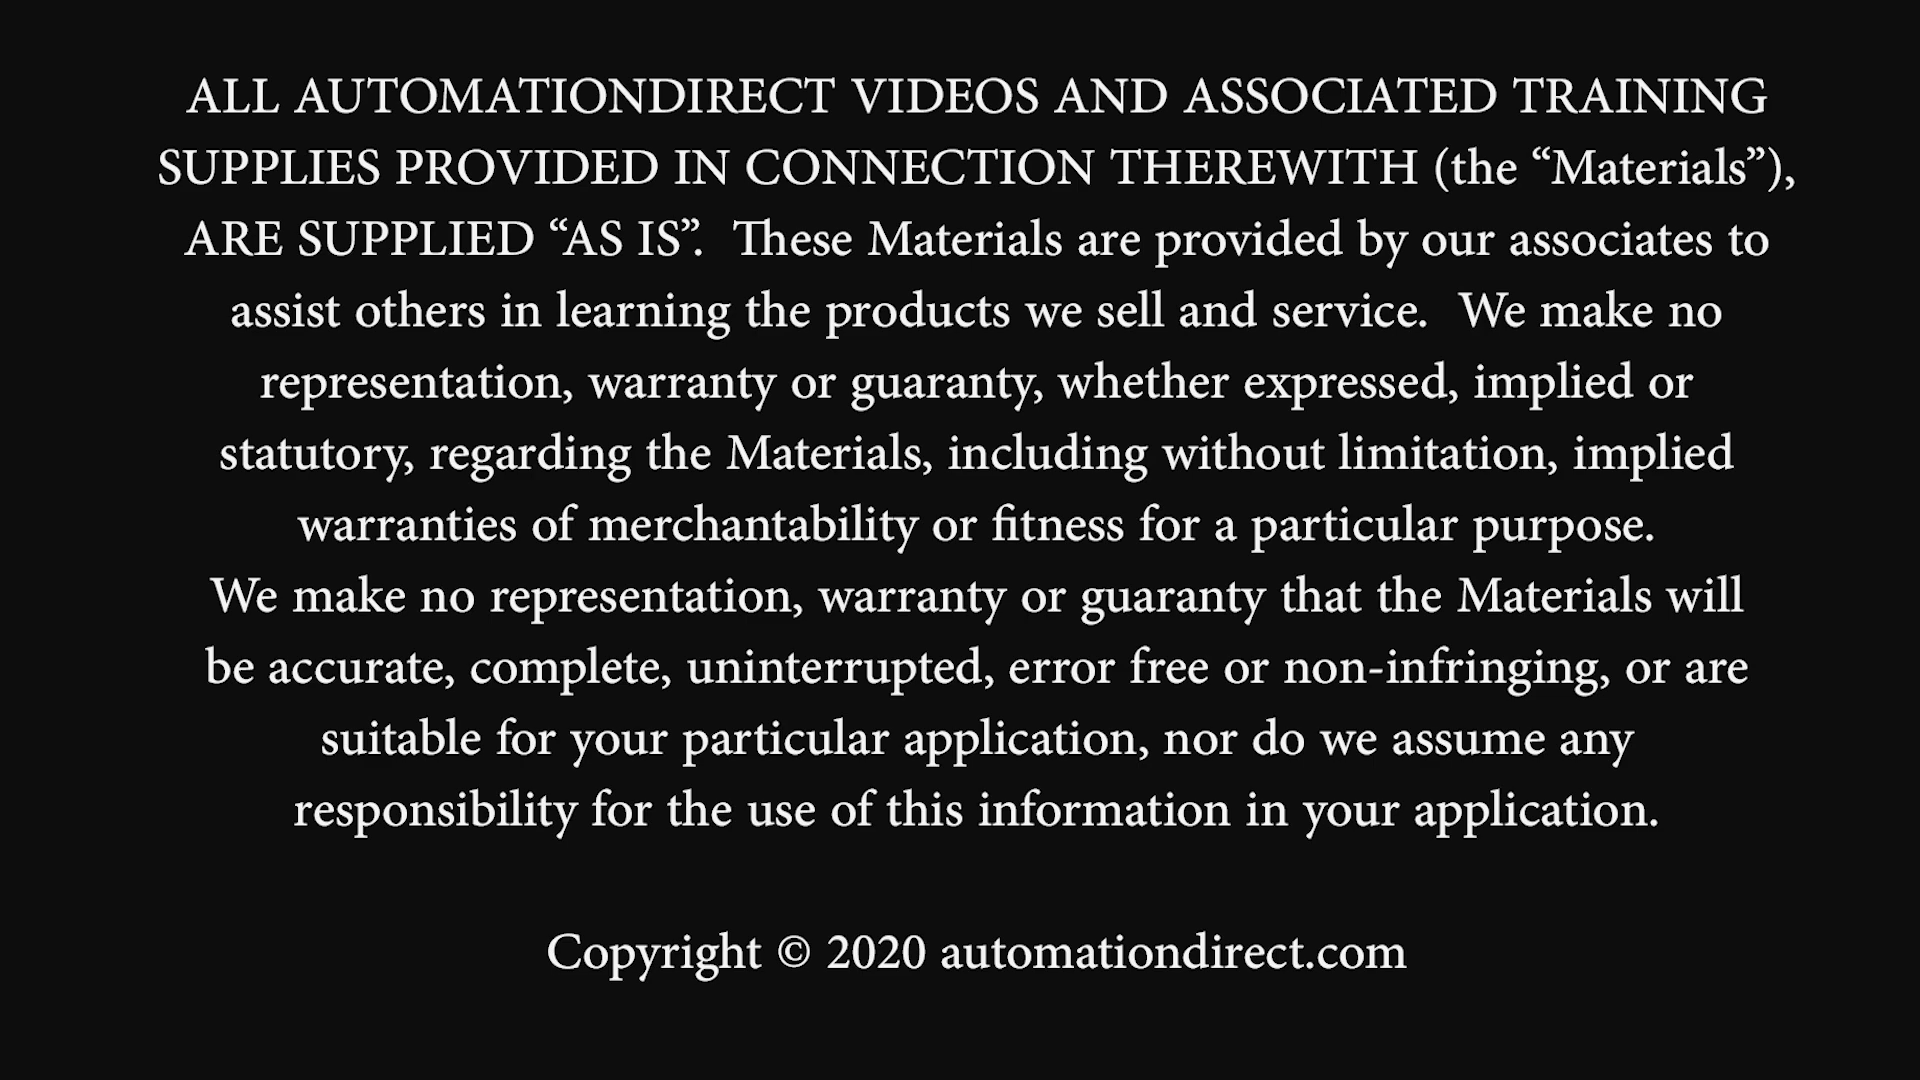 ALL AUTOMATIONDIRECT VIDEOS AND ASSOCIATED TRAINING
SUPPLIES PROVIDED IN CONNECTION THEREWITH (the “Materials”),
ARE SUPPLIED “AS IS”.  These Materials are provided by our associates to
assist others in learning the products we sell and service.  We make no
representation, warranty or guaranty, whether expressed, implied or
statutory, regarding the Materials, including without limitation, implied
warranties of merchantability or fitness for a particular purpose.
We make no representation, warranty or guaranty that the Materials will
be accurate, complete, uninterrupted, error free or non-infringing, or are
suitable for your particular application, nor do we assume any
responsibility for the use of this information in your application.
Copyright © 2020 automationdirect.com